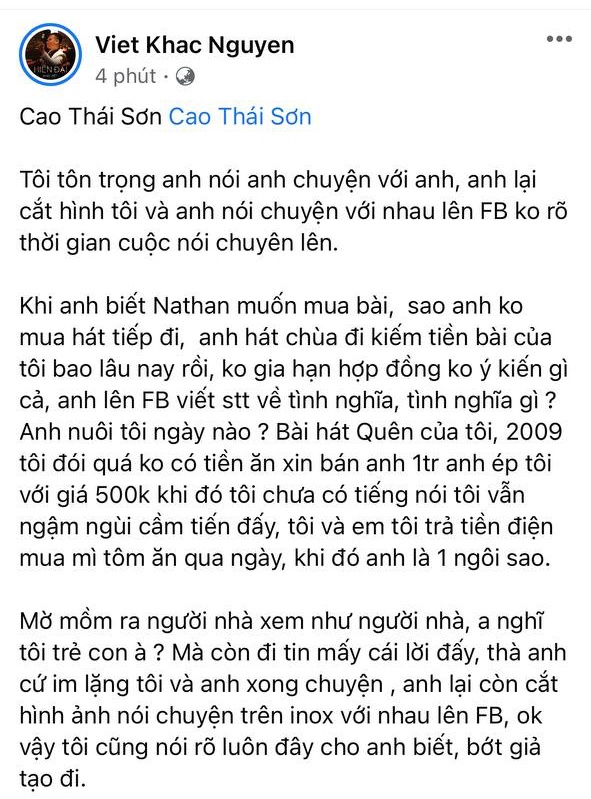 Viet Khac Nguyen
4 phút ·
HIỆN ĐẠI
Cao Thái Sơn Cao Thái Sơn
Tôi tôn trọng anh nói anh chuyện với anh, anh lại
cắt hình tôi và anh nói chuyện với nhau lên FB ko rõ
thời gian cuộc nói chuyên lên.
Khi anh biết Nathan muốn mua bài, sao anh ko
mua hát tiếp đi, anh hát chùa đi kiếm tiền bài của
tôi bao lâu nay rồi, ko gia hạn hợp đồng ko ý kiến gì
cả, anh lên FB viết stt về tình nghĩa, tình nghĩa gì ?
Anh nuôi tôi ngày nào ? Bài hát Quên của tôi, 2009
tôi đói quá ko có tiền ăn xin bán anh 1tr anh ép tôi
với giá 500k khi đó tôi chưa có tiếng nói tôi vẫn
ngậm ngùi cầm tiến đấy, tôi và em tôi trả tiền điện
mua mì tôm ăn qua ngày, khi đó anh là 1 ngôi sao.
Mờ mồm ra người nhà xem như người nhà, a nghĩ
tôi trẻ con à ? Mà còn đi tin mấy cái lời đấy, thà anh
cứ im lặng tôi và anh xong chuyện , anh lại còn cắt
hình ảnh nói chuyện trên inox với nhau lên FB, ok
vậy tôi cũng nói rõ luôn đây cho anh biết, bớt giả
tạo đi.